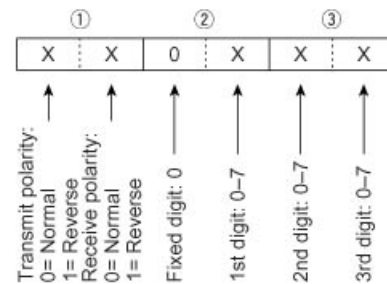 ① ② ③
X X 0 X X X
Transmit polarity:
0= Normal
1= Reverse
Receive polarity:
0= Normal
1= Reverse
Fixed digit: 0
1st digit: 0–7
2nd digit: 0–7
3rd digit: 0–7